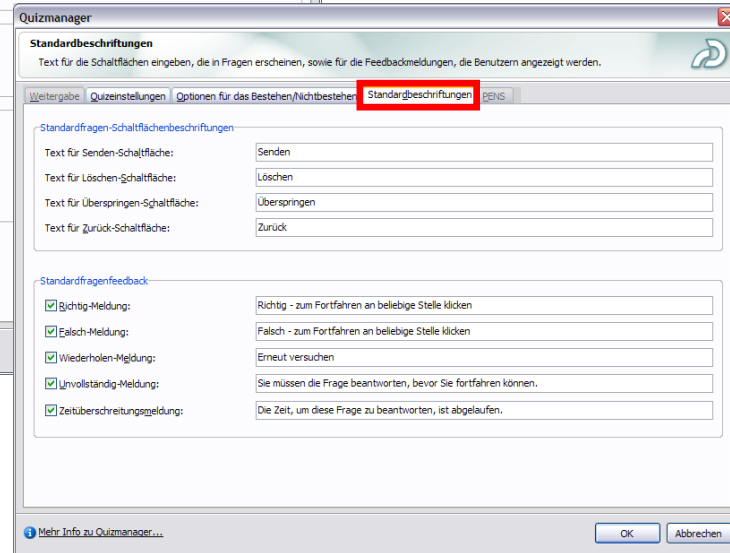 Quizmanager
Standardbeschriftungen
Text für die Schaltflächen eingeben, die in Fragen erscheinen, sowie für die Feedbackmeldungen, die Benutzern angezeigt werden.
Weitergabe Quizeinstellungen Optionen für das Bestehen/Nichtbestehen Standardbeschriftungen PENS
Standardfragen-Schaltflächenbeschriftungen
Text für Senden-Schaltfläche: Senden
Text für Löschen-Schaltfläche: Löschen
Text für Überspringen-Schaltfläche: Überspringen
Text für Zurück-Schaltfläche: Zurück
Standardfragenfeedback
Richtig-Meldung: Richtig - zum Fortfahren an beliebige Stelle klicken
Falsch-Meldung: Falsch - zum Fortfahren an beliebige Stelle klicken
Wiederholen-Meldung: Erneut versuchen
Unvollständig-Meldung: Sie müssen die Frage beantworten, bevor Sie fortfahren können.
Zeitüberschreitungsmeldung: Die Zeit, um diese Frage zu beantworten, ist abgelaufen.
Mehr Info zu Quizmanager... OK Abbrechen